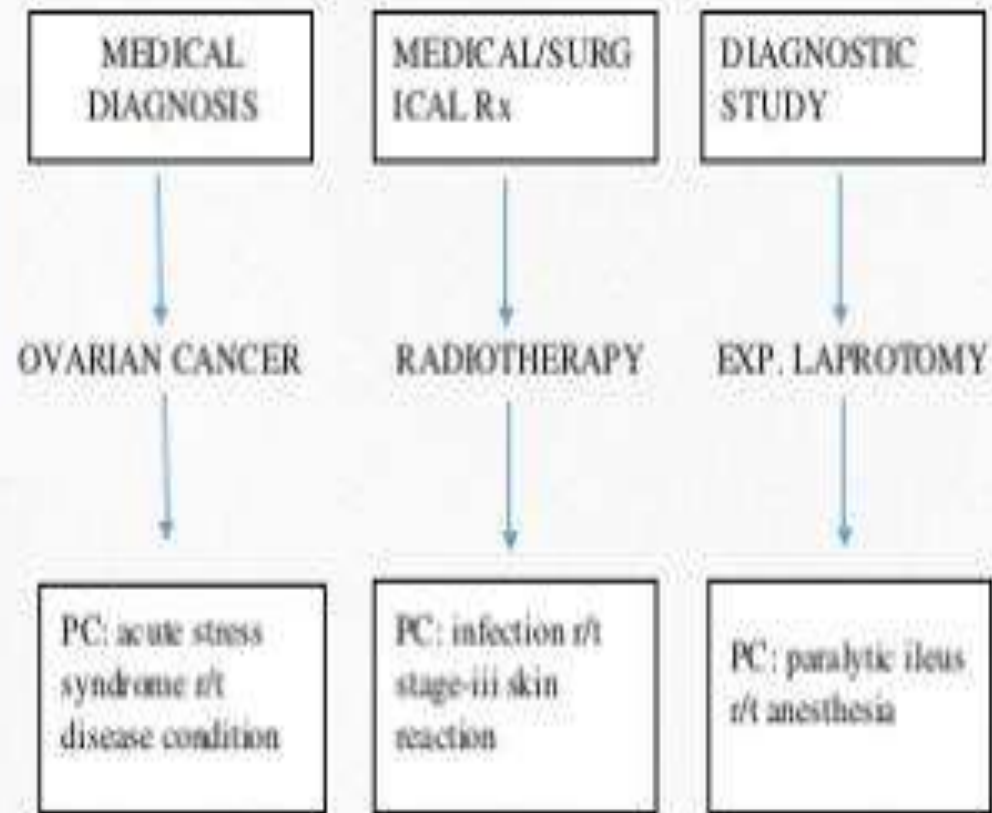 MEDICAL
DIAGNOSIS
MEDICAL/SURG
ICAL Rx
DIAGNOSTIC
STUDY
OVARIAN CANCER
RADIOTHERAPY
EXP. LAPROTOMY
PC: acute stress
syndrome r/t
disease condition
PC: infection r/t
stage-iii skin
reaction
PC: paralytic ileus
r/t anesthesia